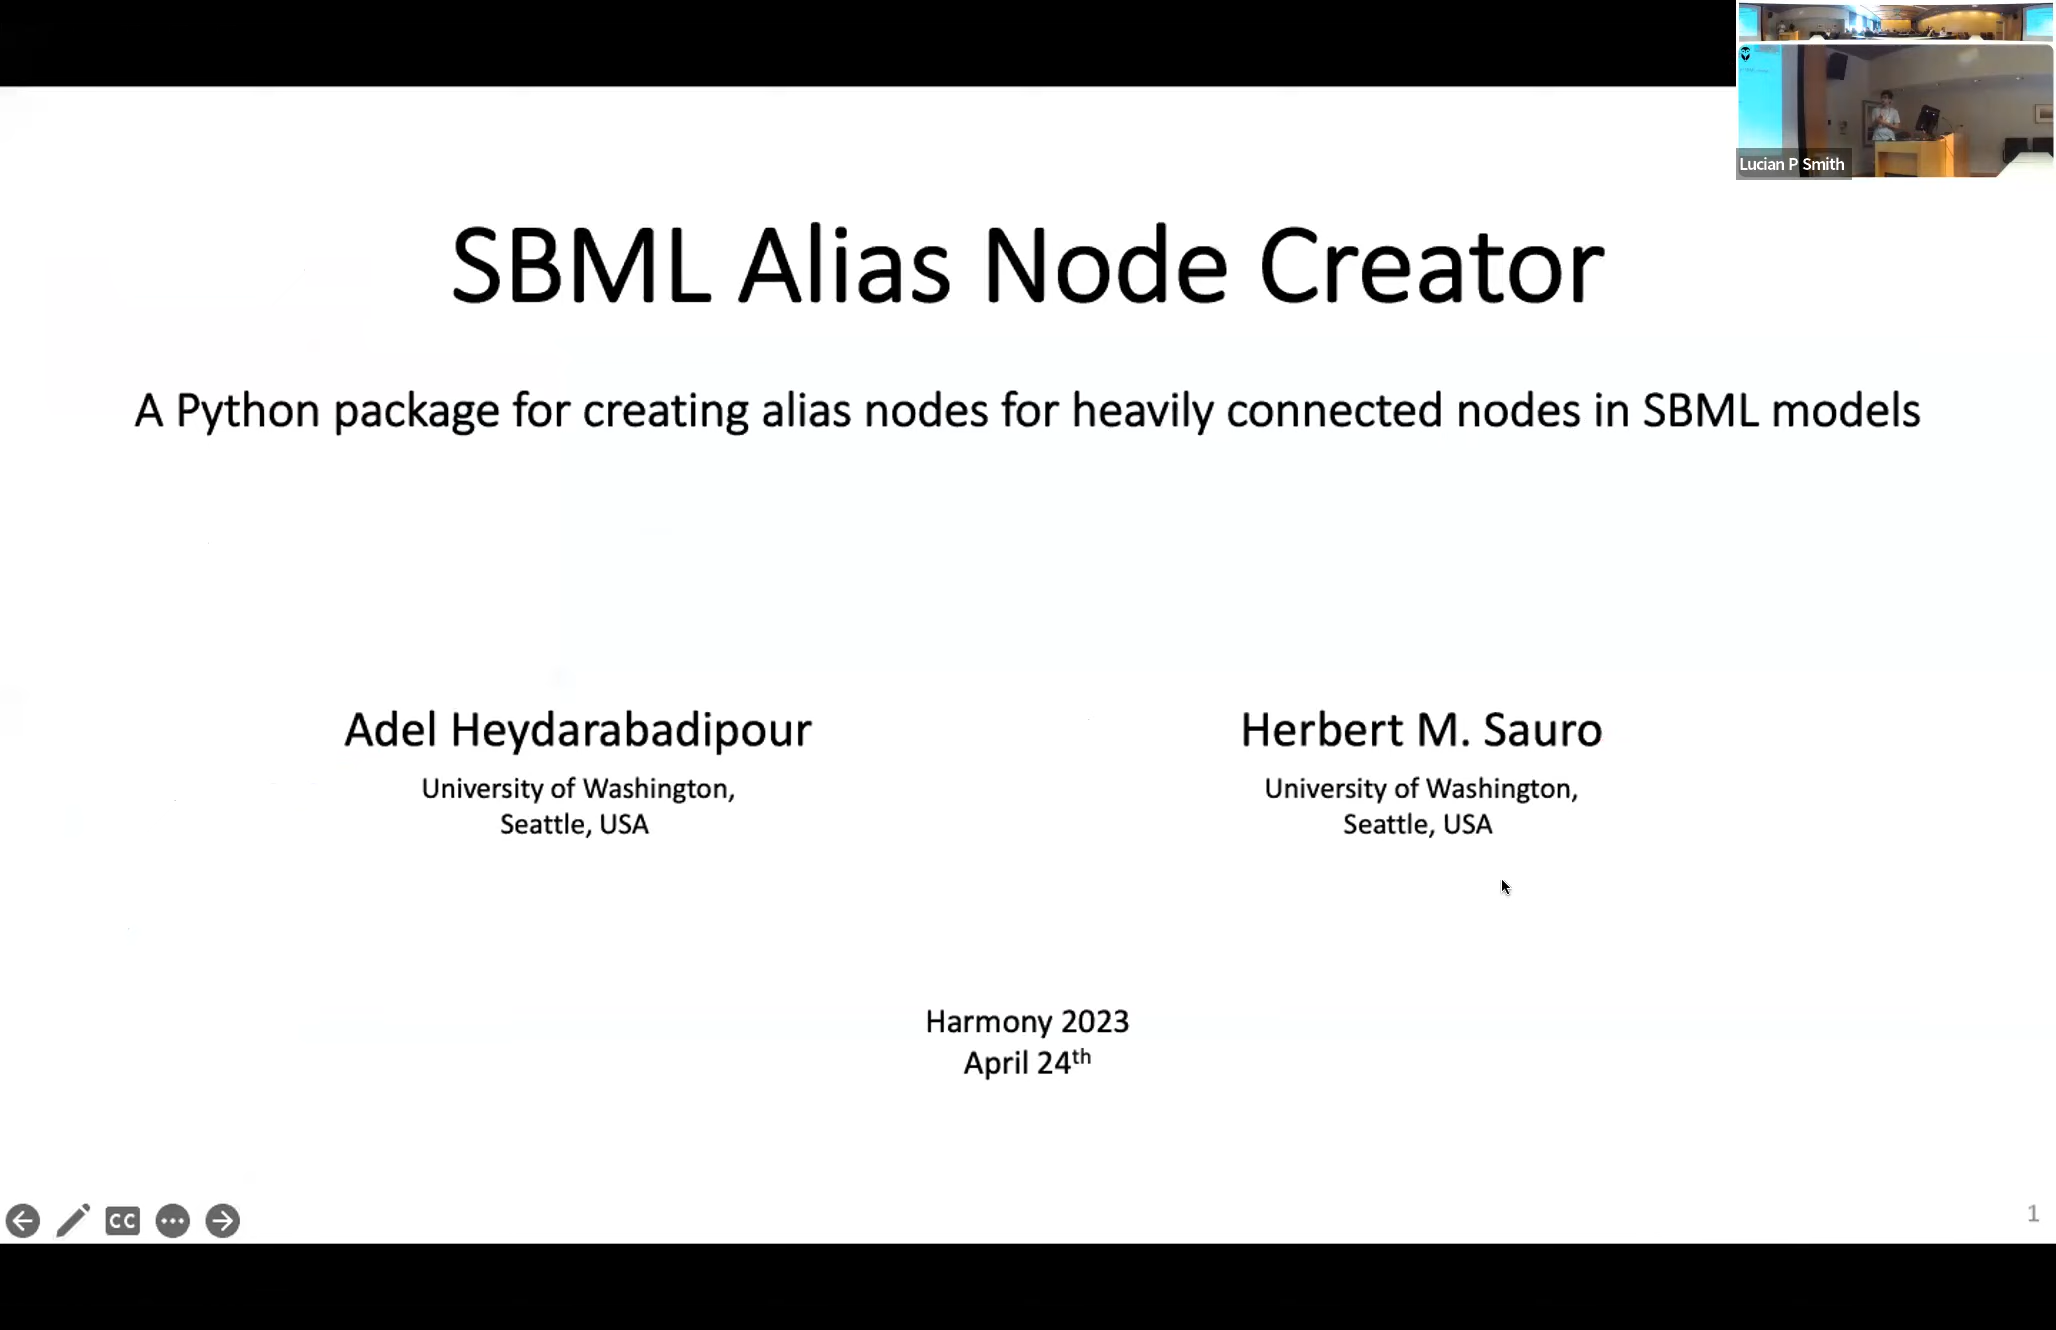 Lucian P Smith
SBML Alias Node Creator
A Python package for creating alias nodes for heavily connected nodes in SBML models
Adel Heydarabadipour
University of Washington,
Seattle, USA
Herbert M. Sauro
University of Washington,
Seattle, USA
Harmony 2023
April 24th
CC
1